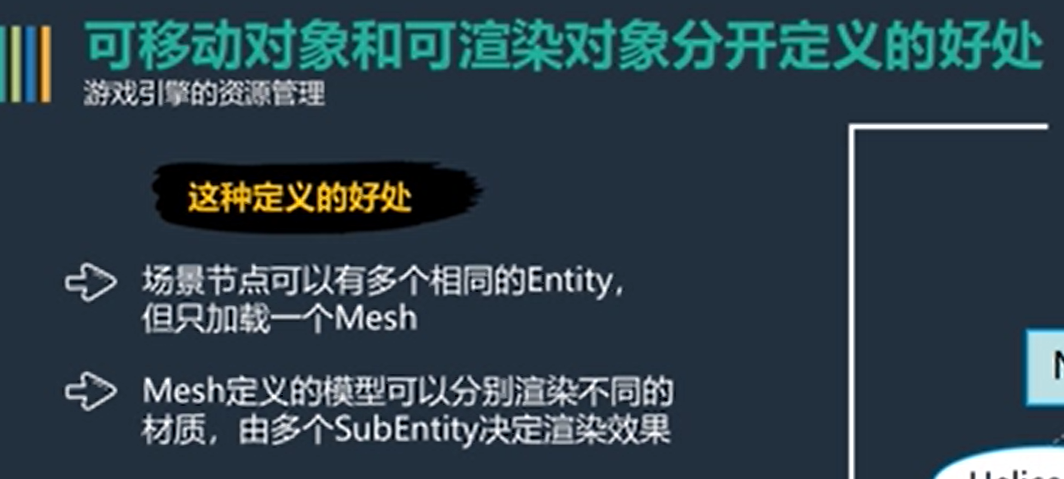 可移动对象和可渲染对象分开定义的好处
游戏引擎的资源管理
这种定义的好处
场景节点可以有多个相同的Entity，
但只加载一个Mesh
Mesh定义的模型可以分别渲染不同的
材质，由多个SubEntity决定渲染效果